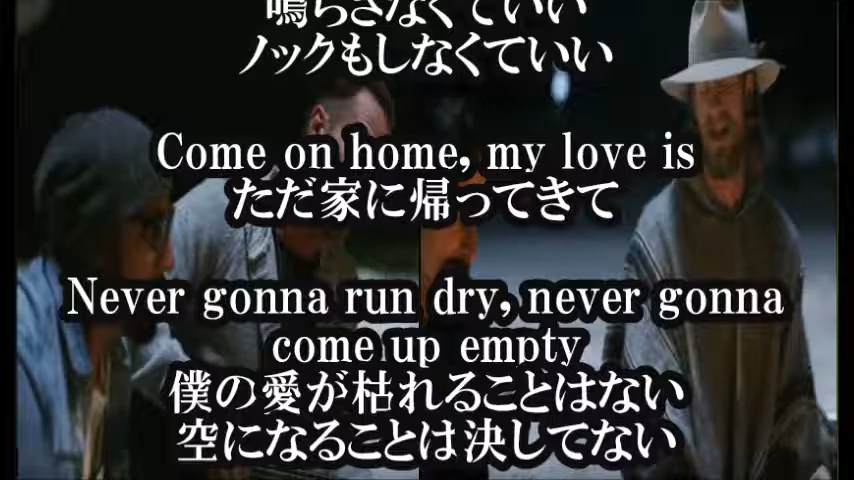 鳴らさなくていい
ノックもしなくていい
Come on home, my love is
ただ家に帰ってきて
Never gonna run dry, never gonna
come up empty
僕の愛が枯れることはない
空になることは決してない